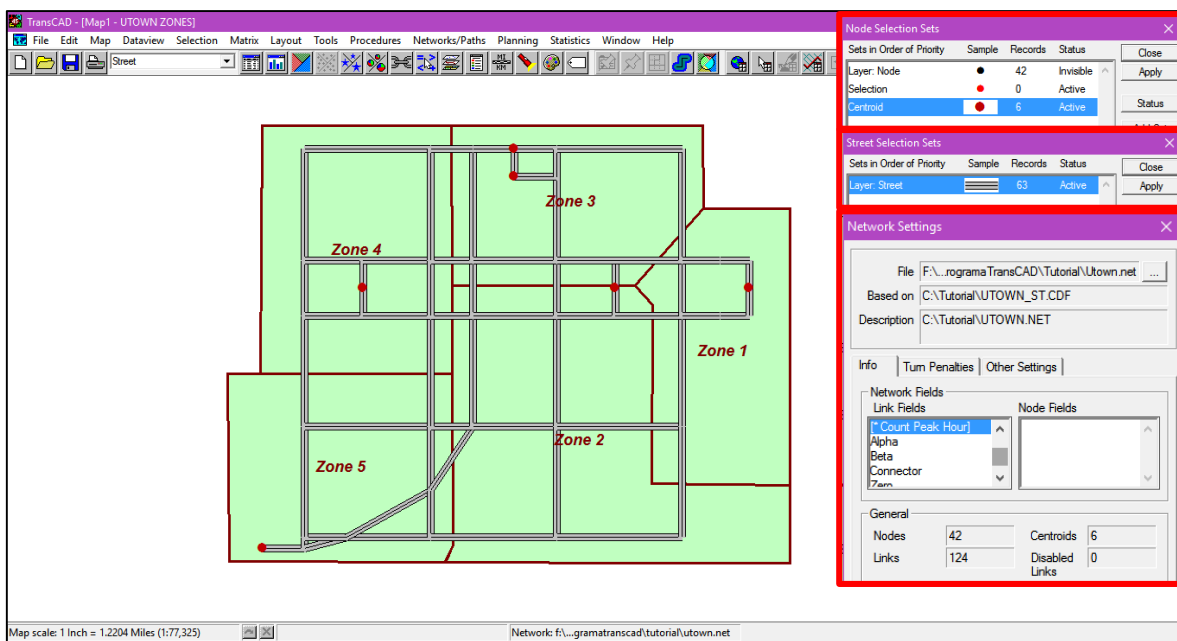 TransCAD - [Map1 - UTOWN ZONES]
File Edit Map Dataview Selection Matrix Layout Tools Procedures Networks/Paths Planning Statistics Window Help
Street
Zone 3
Zone 4
Zone 1
Zone 2
Zone 5
Map scale: 1 Inch = 1.2204 Miles (1:77,325)
Network: f:\...gramatranscad\tutorial\utown.net
Node Selection Sets
Sets in Order of Priority Sample Records Status
Close
Layer: Node 42 Invisible
Apply
Selection 0 Active
Centroid 6 Active
Status
Street Selection Sets
Sets in Order of Priority Sample Records Status
Close
Layer: Street 63 Active
Apply
Network Settings
File F:\...rogramaTransCAD\Tutorial\Utown.net ...
Based on C:\Tutorial\UTOWN_ST.CDF
Description C:\Tutorial\UTOWN.NET
Info Turn Penalties Other Settings
Network Fields
Link Fields Node Fields
[* Count Peak Hour]
Alpha
Beta
Connector
Zero
General
Nodes 42 Centroids 6
Links 124 Disabled Links 0